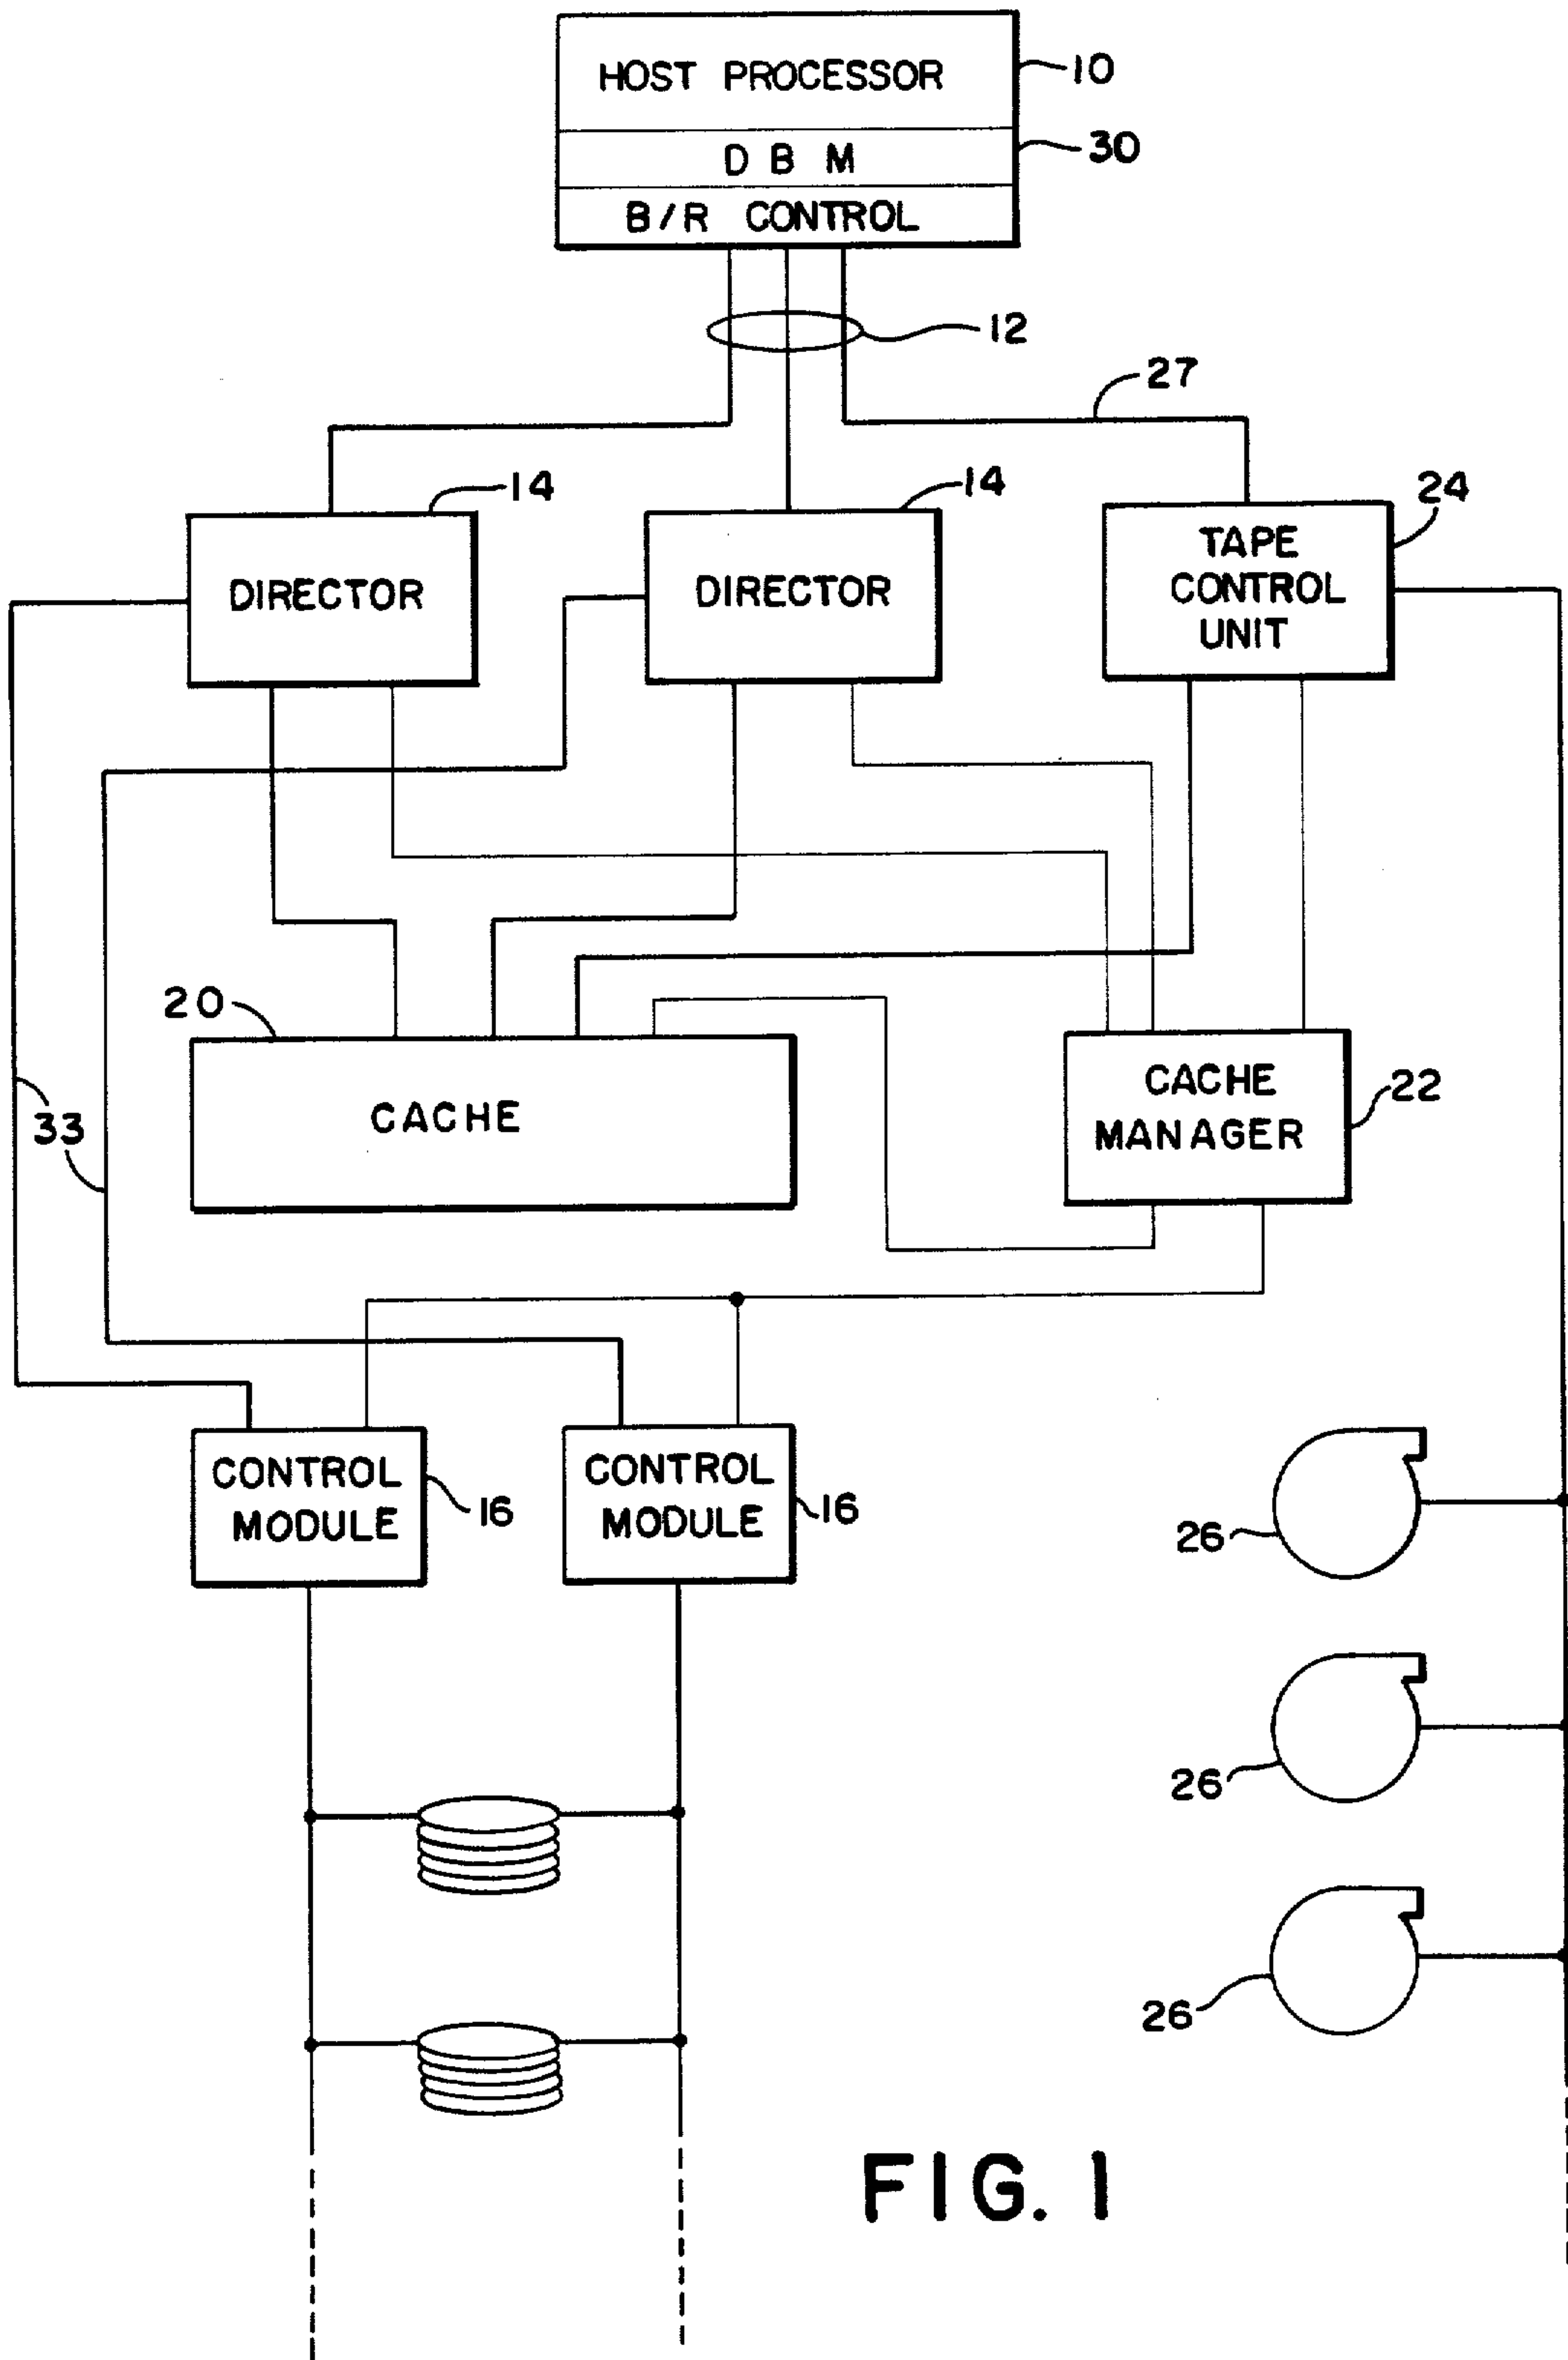 HOST PROCESSOR
10
D B M
30
B/R CONTROL
12
27
14
14
24
DIRECTOR
DIRECTOR
TAPE
CONTROL
UNIT
20
CACHE
CACHE
MANAGER
22
33
CONTROL
MODULE
16
CONTROL
MODULE
16
26
26
26
FIG. 1